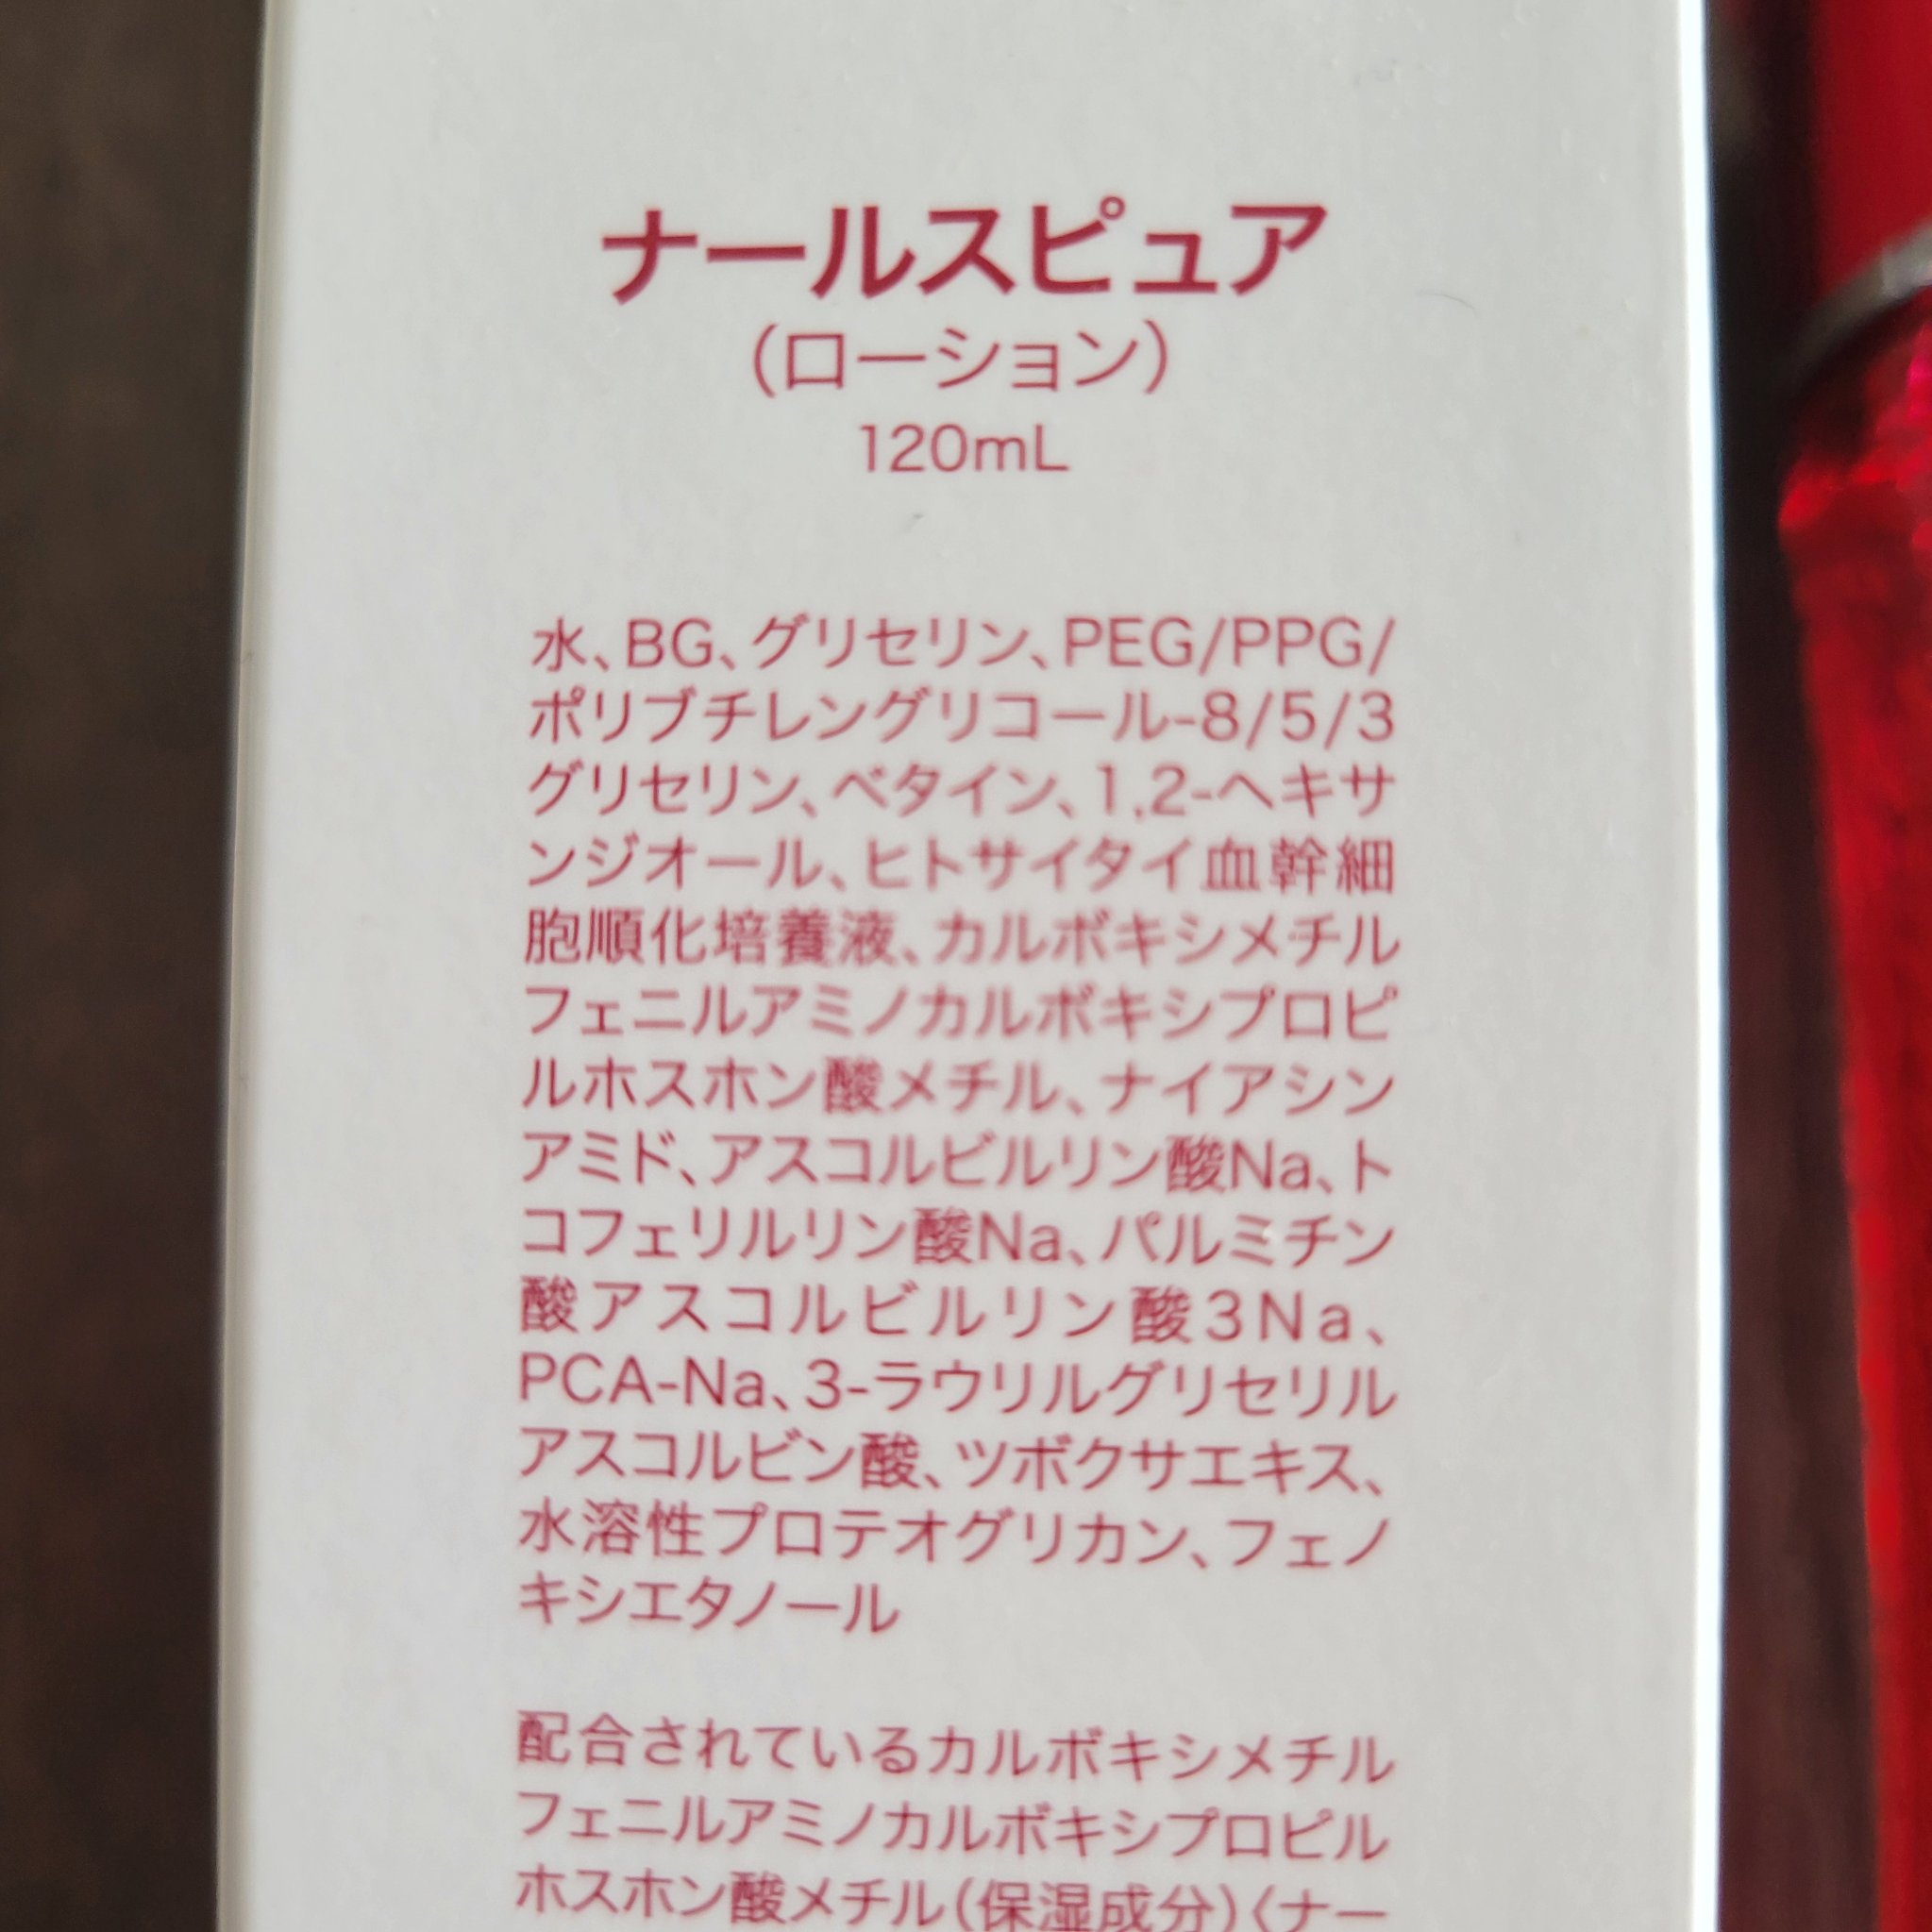 ナールスピュア
(ローション)
120mL
水、BG、グリセリン、PEG/PPG/
ポリブチレングリコール-8/5/3
グリセリン、ベタイン、1,2-ヘキサ
ンジオール、ヒトサイタイ血幹細
胞順化培養液、カルボキシメチル
フェニルアミノカルボキシプロピ
ルホスホン酸メチル、ナイアシン
アミド、アスコルビルリン酸Na、ト
コフェリルリン酸Na、パルミチン
酸アスコルビルリン酸3Na、
PCA-Na、3-ラウリルグリセリル
アスコルビン酸、ツボクサエキス、
水溶性プロテオグリカン、フェノ
キシエタノール
配合されているカルボキシメチル
フェニルアミノカルボキシプロピル
ホスホン酸メチル(保湿成分)〈ナー